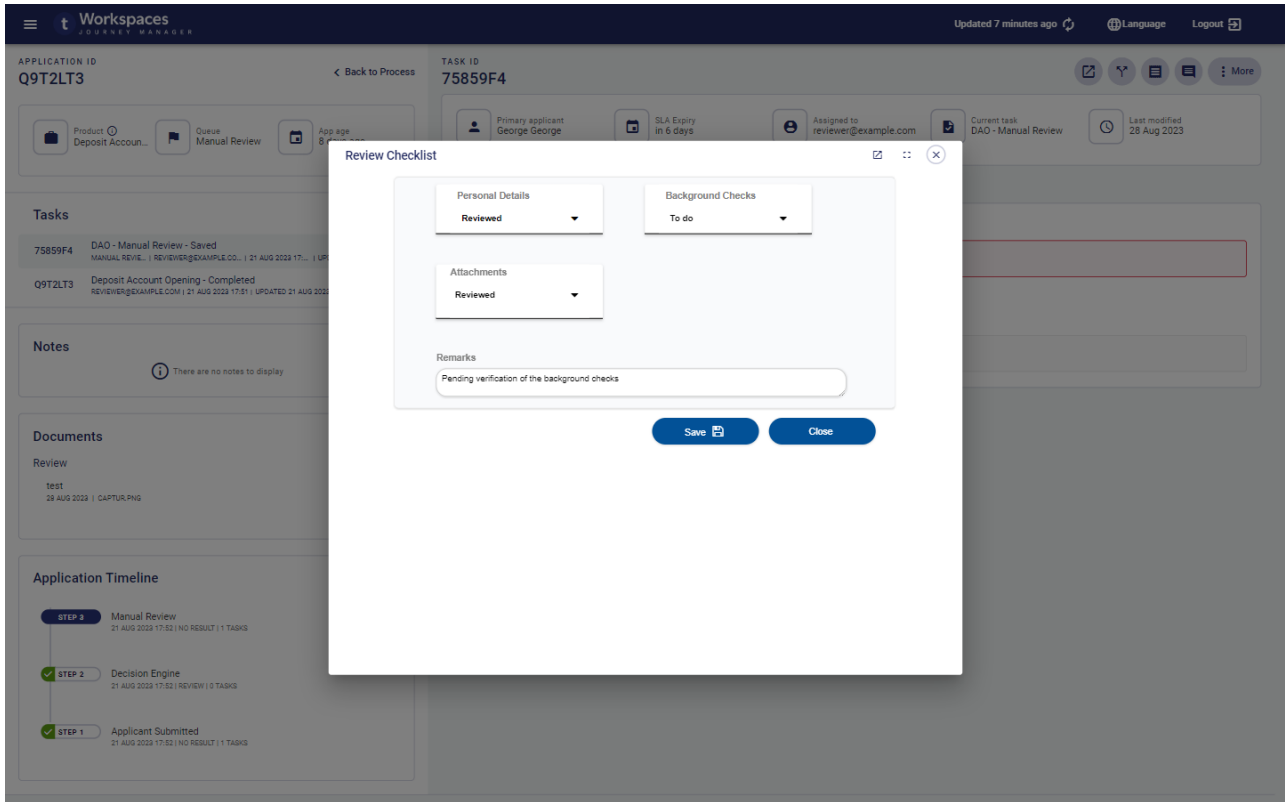 Workspaces
JOURNEY MANAGER
Updated 7 minutes ago
Language
Logout
APPLICATION ID
Q9T2LT3
Back to Process
TASK ID
75859F4
More
Product
Deposit Accoun...
Queue
Manual Review
App age
8 days ago
Primary applicant
George George
SLA Expiry
in 6 days
Assigned to
reviewer@example.com
Current task
DAO - Manual Review
Last modified
28 Aug 2023
Review Checklist
Personal Details
Reviewed
Background Checks
To do
Attachments
Reviewed
Remarks
Pending verification of the background checks
Save
Close
Tasks
75859F4
DAO - Manual Review - Saved
MANUAL REVIE... | REVIEWER@EXAMPLE.CO... | 21 AUG 2023 17:... | UP
Q9T2LT3
Deposit Account Opening - Completed
REVIEWER@EXAMPLE.COM | 21 AUG 2023 17:51 | UPDATED 21 AUG 2023
Notes
There are no notes to display
Documents
Review
test
28 AUG 2023 | CAPTUR.PNG
Application Timeline
STEP 3
Manual Review
21 AUG 2023 17:52 | NO RESULT | 1 TASKS
STEP 2
Decision Engine
21 AUG 2023 17:52 | REVIEW | 0 TASKS
STEP 1
Applicant Submitted
21 AUG 2023 17:52 | NO RESULT | 1 TASKS